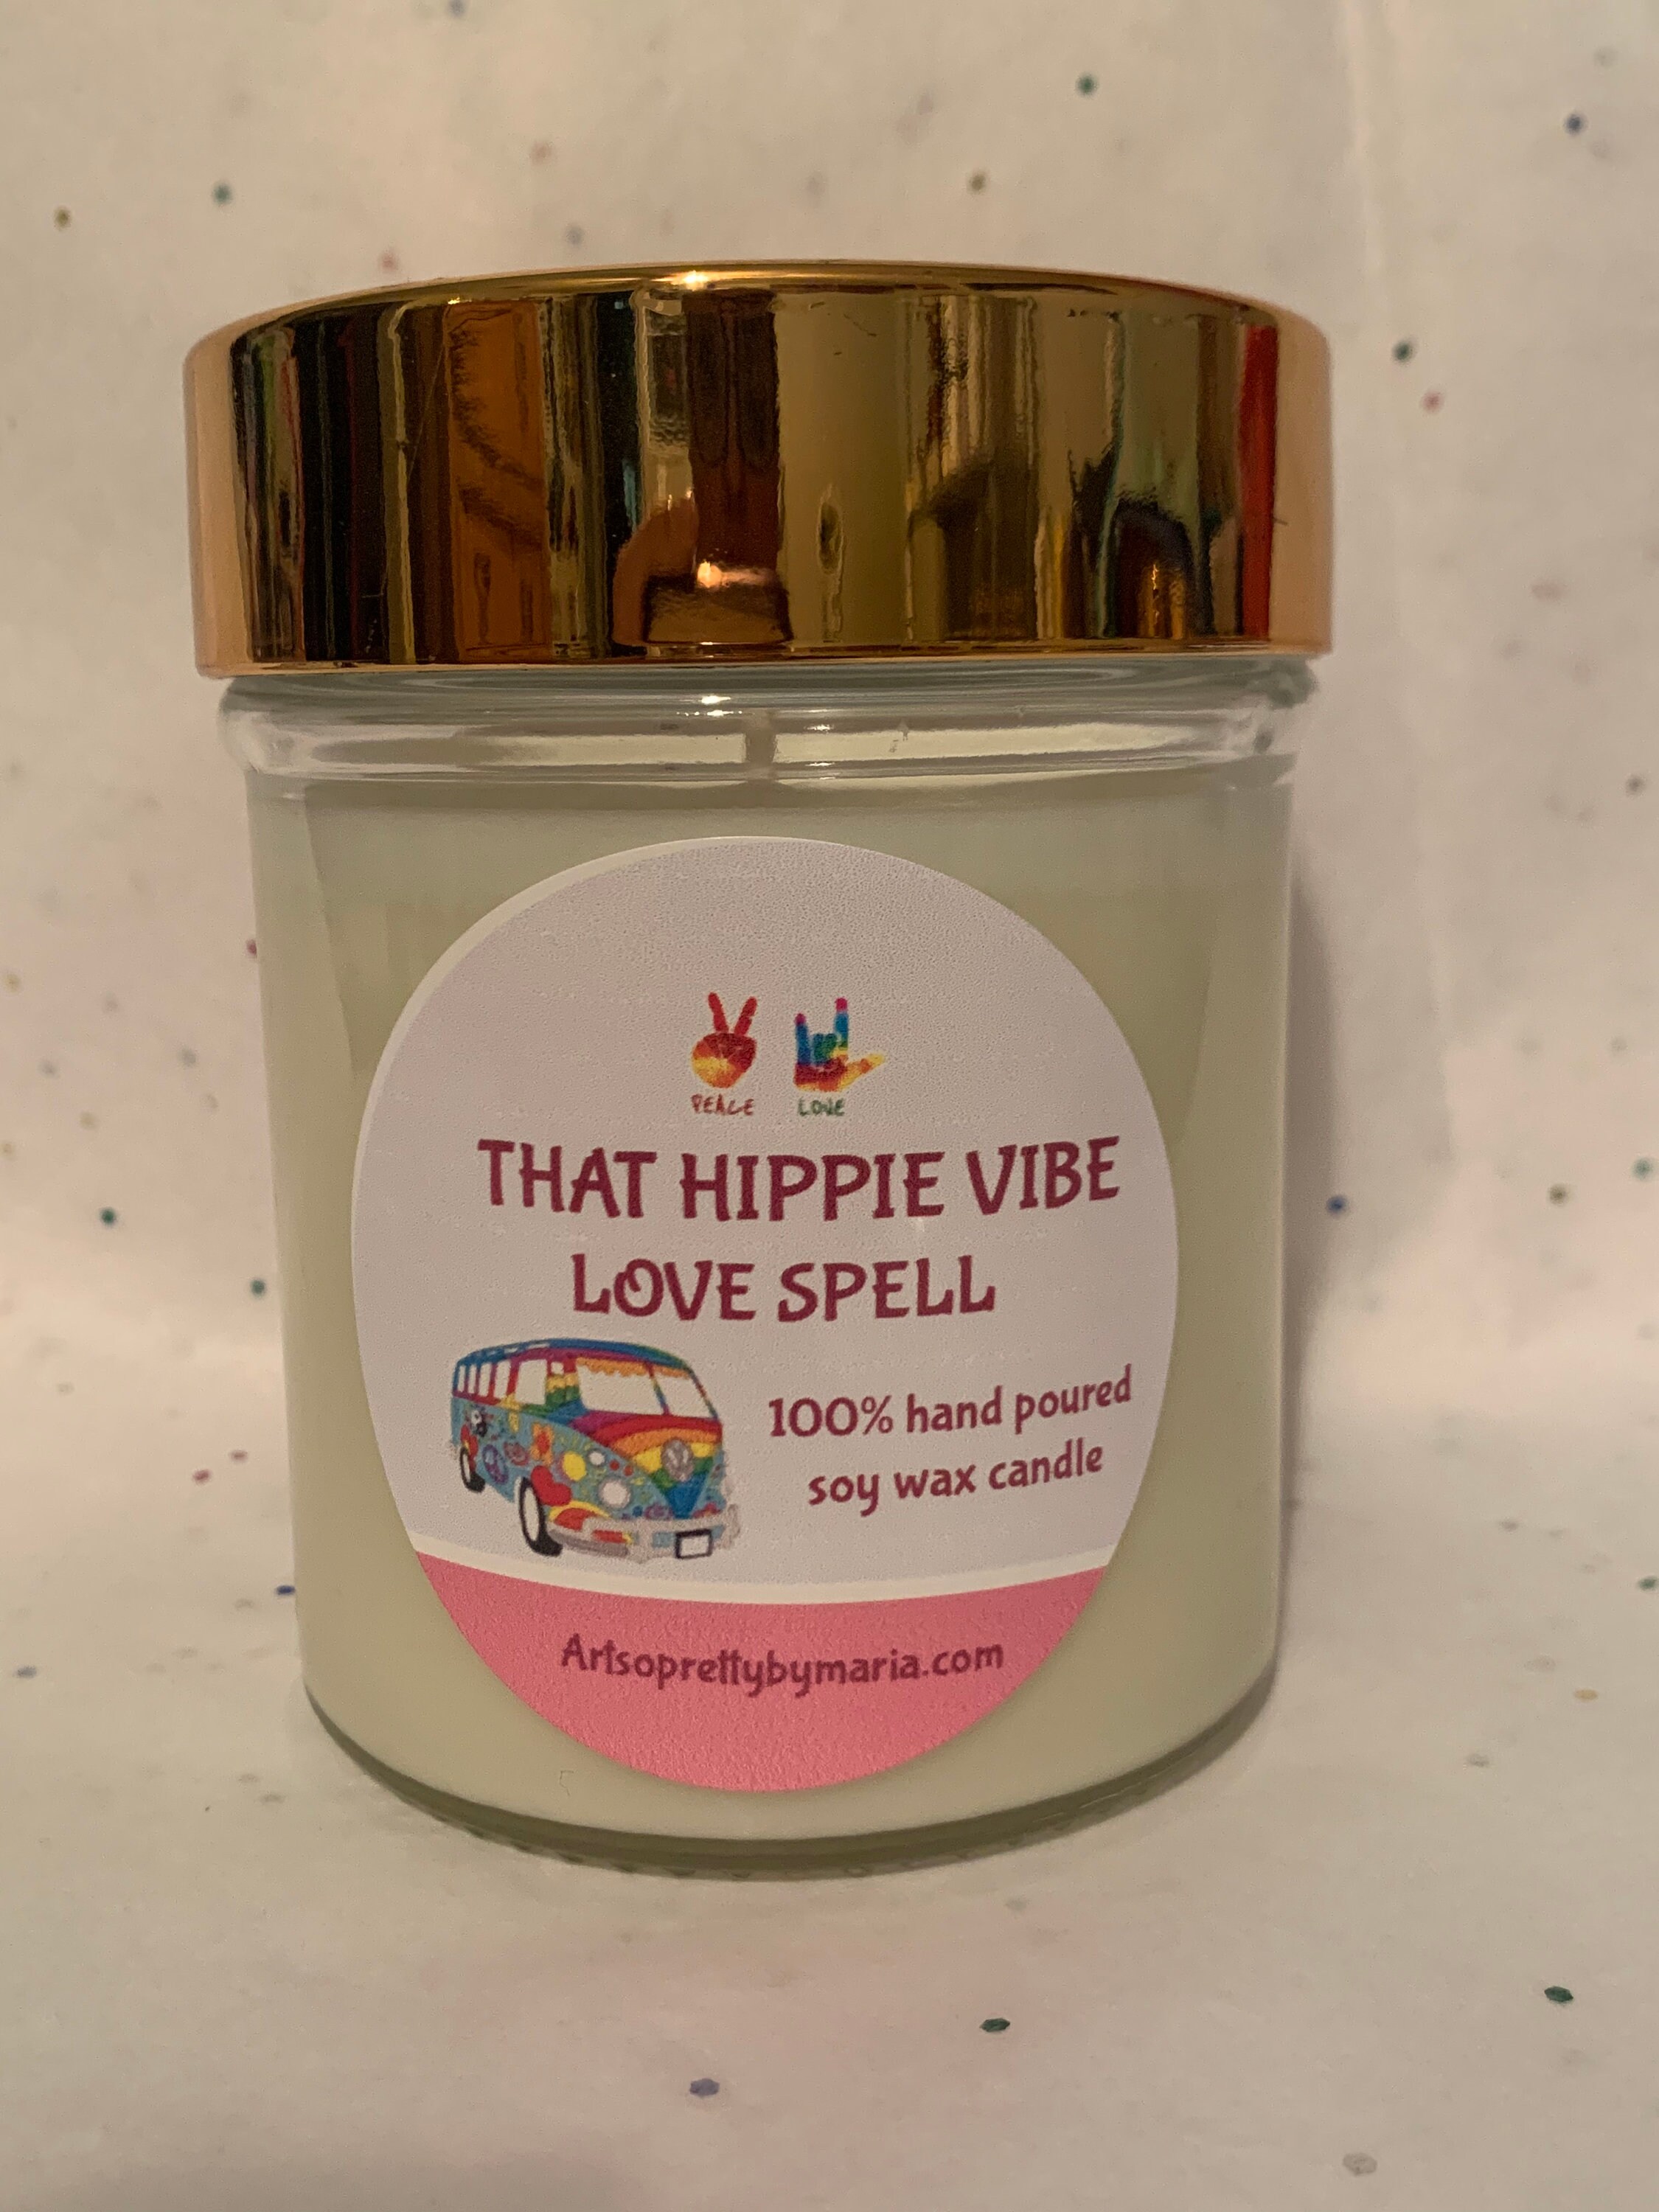 PEACE LOVE
THAT HIPPIE VIBE
LOVE SPELL
100% hand poured
soy wax candle
Artsoprettybymaria.com